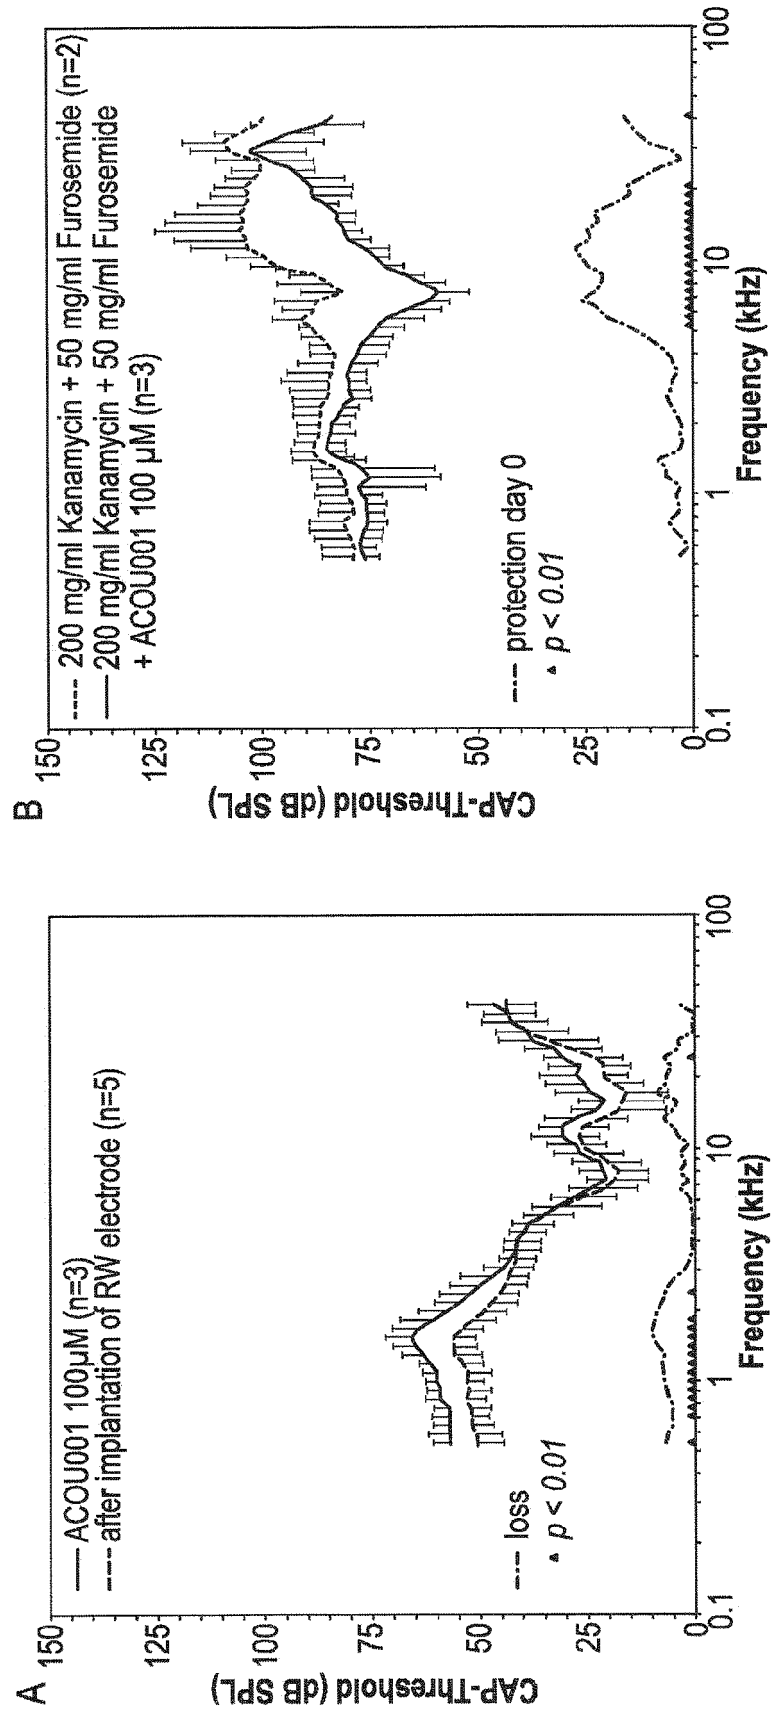 A
CAP-Threshold (dB SPL)
150
125
100
75
50
25
0
ACOU001 100µM (n=3)
after implantation of RW electrode (n=5)
loss
p < 0.01
0.1
1
10
100
Frequency (kHz)
B
CAP-Threshold (dB SPL)
150
125
100
75
50
25
0
200 mg/ml Kanamycin + 50 mg/ml Furosemide (n=2)
200 mg/ml Kanamycin + 50 mg/ml Furosemide
+ ACOU001 100 µM (n=3)
protection day 0
p < 0.01
0.1
1
10
100
Frequency (kHz)